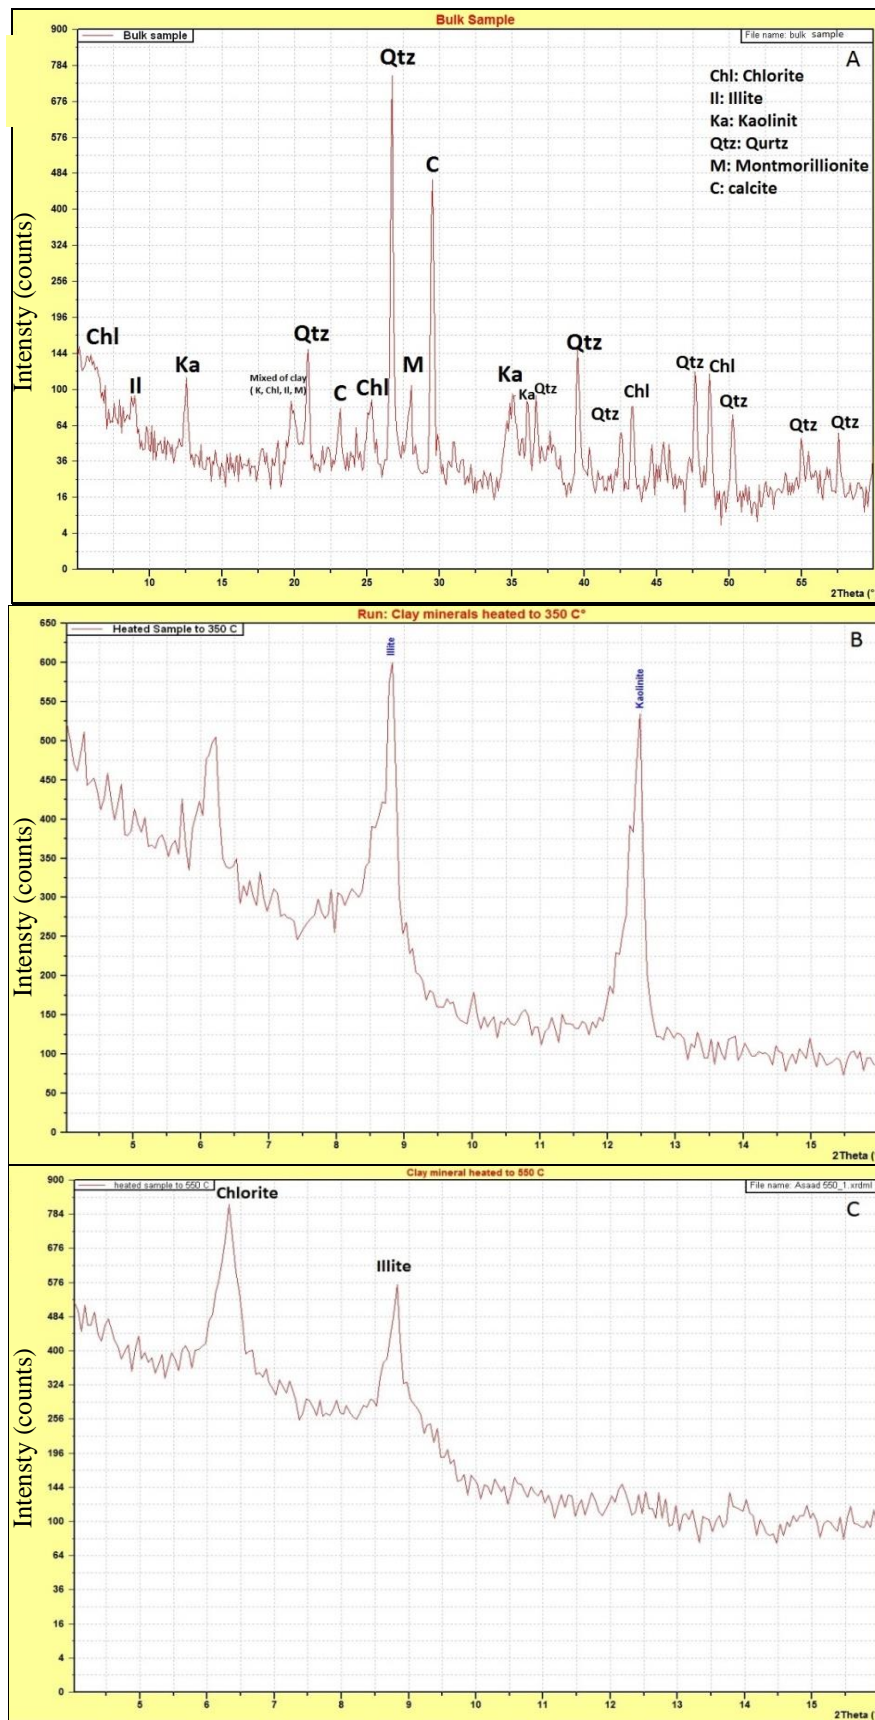 Bulk Sample
Bulk sample
File name: bulk sample
A
Chl: Chlorite
Il: Illite
Ka: Kaolinit
Qtz: Qurtz
M: Montmorillionite
C: calcite
Intensty (counts)
900
784
676
576
484
400
324
256
196
144
100
64
36
16
4
0
Chl
Il
Ka
Mixed of clay
( K, Chl, Il, M)
Qtz
C
Chl
Qtz
M
C
Ka
Ka
Qtz
Qtz
Qtz
Chl
Qtz
Chl
Qtz
Qtz
Qtz
10 15 20 25 30 35 40 45 50 55
2Theta (°
Run: Clay minerals heated to 350 C°
Heated Sample to 350 C
B
Intensty (counts)
650
600
550
500
450
400
350
300
250
200
150
100
50
0
Illite
Kaolinite
5 6 7 8 9 10 11 12 13 14 15
2Theta (°
Clay mineral heated to 550 C
heated sample to 550 C
File name: Asaad 550_1.xrdml
C
Intensty (counts)
900
784
676
576
484
400
324
256
196
144
100
64
36
16
4
0
Chlorite
Illite
5 6 7 8 9 10 11 12 13 14 15
2Theta (°